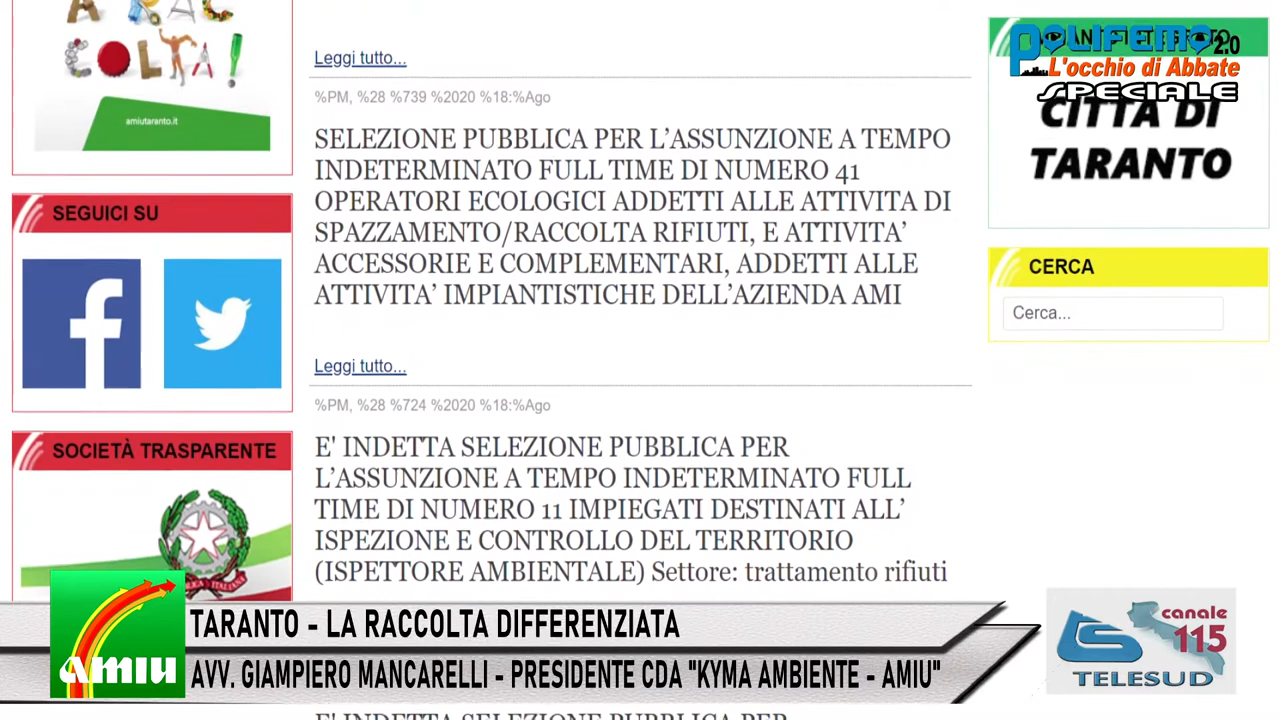 A RAC
COLTA!
amiutaranto.it
SEGUICI SU
SOCIETÀ TRASPARENTE
Leggi tutto...
%PM, %28 %739 %2020 %18:%Ago
SELEZIONE PUBBLICA PER L’ASSUNZIONE A TEMPO
INDETERMINATO FULL TIME DI NUMERO 41
OPERATORI ECOLOGICI ADDETTI ALLE ATTIVITA DI
SPAZZAMENTO/RACCOLTA RIFIUTI, E ATTIVITA’
ACCESSORIE E COMPLEMENTARI, ADDETTI ALLE
ATTIVITA’ IMPIANTISTICHE DELL’AZIENDA AMI
Leggi tutto...
%PM, %28 %724 %2020 %18:%Ago
E' INDETTA SELEZIONE PUBBLICA PER
L’ASSUNZIONE A TEMPO INDETERMINATO FULL
TIME DI NUMERO 11 IMPIEGATI DESTINATI ALL’
ISPEZIONE E CONTROLLO DEL TERRITORIO
(ISPETTORE AMBIENTALE) Settore: trattamento rifiuti
E' INDETTA SELEZIONE PUBBLICA PER
POLIFEMO 2.0
L'occhio di Abbate
SPECIALE
CITTÀ DI
TARANTO
CERCA
Cerca...
AMIU
TARANTO - LA RACCOLTA DIFFERENZIATA
AVV. GIAMPIERO MANCARELLI - PRESIDENTE CDA "KYMA AMBIENTE - AMIU"
canale
115
TELESUD